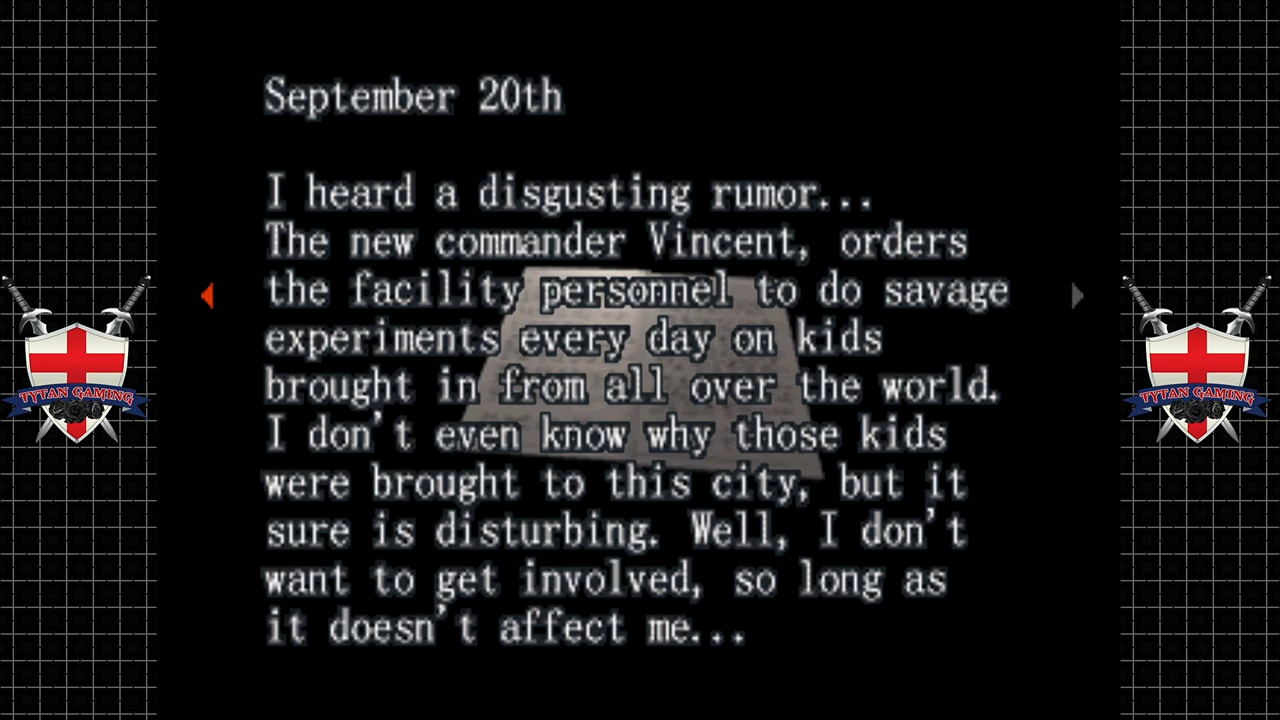 September 20th
I heard a disgusting rumor...
The new commander Vincent, orders
the facility personnel to do savage
experiments every day on kids
brought in from all over the world.
I don't even know why those kids
were brought to this city, but it
sure is disturbing. Well, I don't
want to get involved, so long as
it doesn't affect me...
TYTAN GAMING
TYTAN GAMING